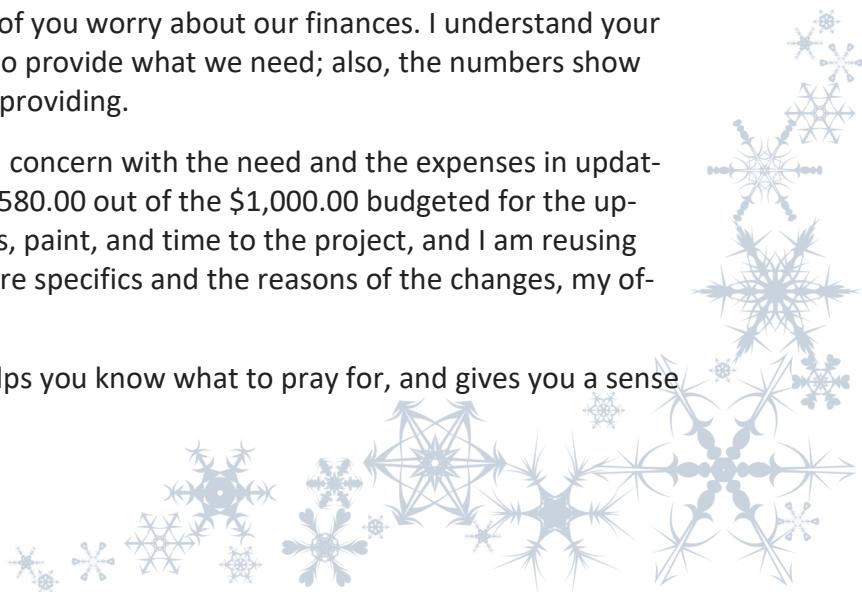 of you worry about our finances. I understand your
o provide what we need; also, the numbers show
providing.
concern with the need and the expenses in updat-
580.00 out of the $1,000.00 budgeted for the up-
s, paint, and time to the project, and I am reusing
re specifics and the reasons of the changes, my of-
lps you know what to pray for, and gives you a sense